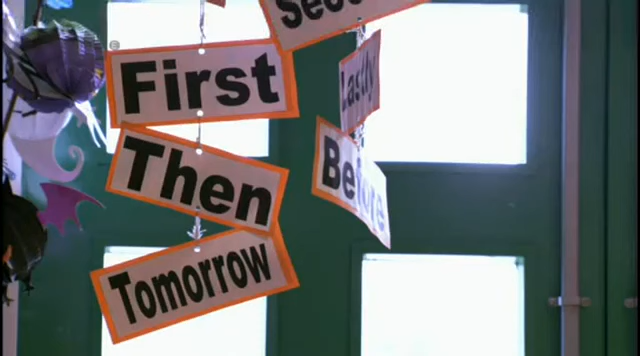 First
Then
Tomorrow
Lastly
Before